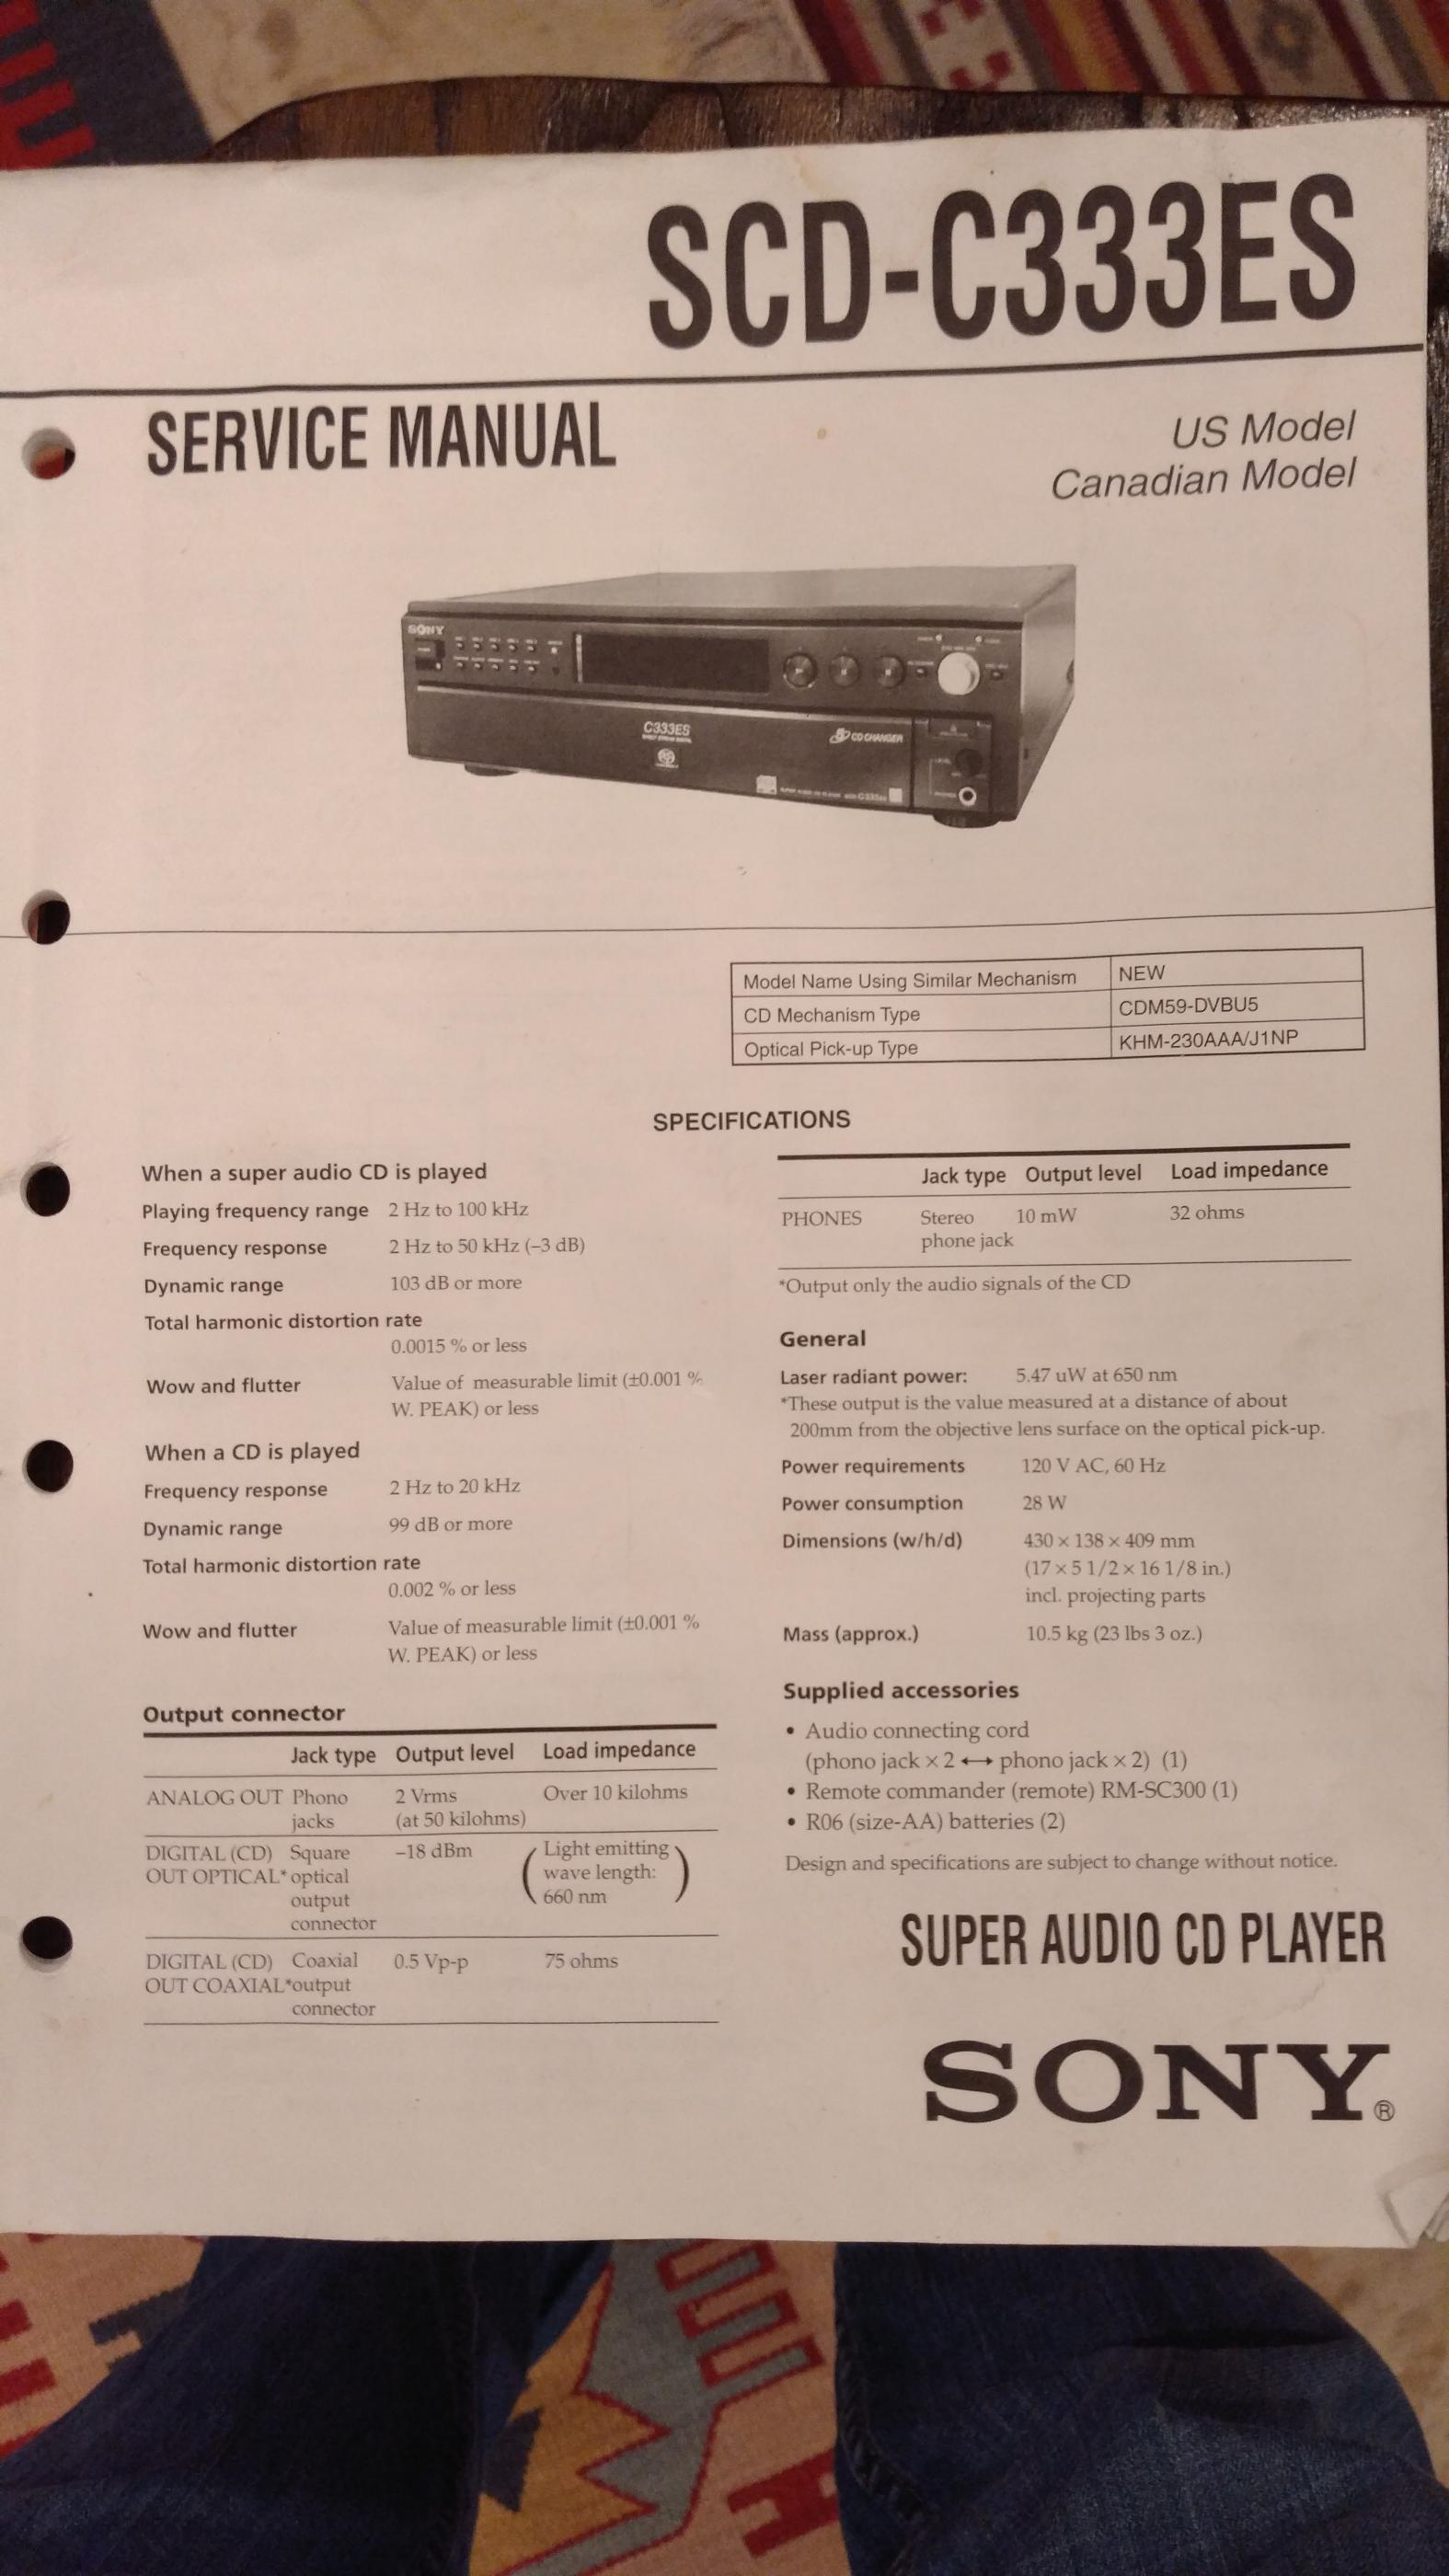 SCD-C333ES
SERVICE MANUAL
US Model
Canadian Model
SONY
C333ES
5 CD CHANGER
Model Name Using Similar Mechanism NEW
CD Mechanism Type CDM59-DVBU5
Optical Pick-up Type KHM-230AAA/J1NP
SPECIFICATIONS
When a super audio CD is played
Playing frequency range 2 Hz to 100 kHz
Frequency response 2 Hz to 50 kHz (–3 dB)
Dynamic range 103 dB or more
Total harmonic distortion rate
0.0015 % or less
Wow and flutter Value of measurable limit (±0.001 %
W. PEAK) or less
When a CD is played
Frequency response 2 Hz to 20 kHz
Dynamic range 99 dB or more
Total harmonic distortion rate
0.002 % or less
Wow and flutter Value of measurable limit (±0.001 %
W. PEAK) or less
Output connector
Jack type Output level Load impedance
ANALOG OUT Phono 2 Vrms Over 10 kilohms
jacks (at 50 kilohms)
DIGITAL (CD) Square –18 dBm (Light emitting
OUT OPTICAL* optical wave length:
output 660 nm)
connector
DIGITAL (CD) Coaxial 0.5 Vp-p 75 ohms
OUT COAXIAL* output
connector
Jack type Output level Load impedance
PHONES Stereo 10 mW 32 ohms
phone jack
*Output only the audio signals of the CD
General
Laser radiant power: 5.47 uW at 650 nm
*These output is the value measured at a distance of about
200mm from the objective lens surface on the optical pick-up.
Power requirements 120 V AC, 60 Hz
Power consumption 28 W
Dimensions (w/h/d) 430 × 138 × 409 mm
(17 × 5 1/2 × 16 1/8 in.)
incl. projecting parts
Mass (approx.) 10.5 kg (23 lbs 3 oz.)
Supplied accessories
• Audio connecting cord
(phono jack × 2 ↔ phono jack × 2) (1)
• Remote commander (remote) RM-SC300 (1)
• R06 (size-AA) batteries (2)
Design and specifications are subject to change without notice.
SUPER AUDIO CD PLAYER
SONY®